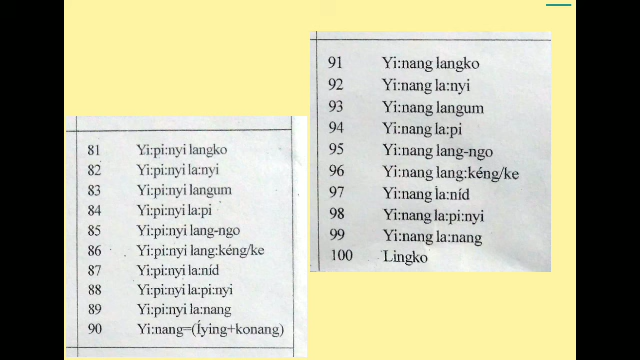 81 Yi:pi:nyi langko
82 Yi:pi:nyi la:nyi
83 Yi:pi:nyi langum
84 Yi:pi:nyi la:pi
85 Yi:pi:nyi lang-ngo
86 Yi:pi:nyi lang:kéng/ke
87 Yi:pi:nyi la:níd
88 Yi:pi:nyi la:pi:nyi
89 Yi:pi:nyi la:nang
90 Yi:nang=(Íying+konang)
91 Yi:nang langko
92 Yi:nang la:nyi
93 Yi:nang langum
94 Yi:nang la:pi
95 Yi:nang lang-ngo
96 Yi:nang lang:kéng/ke
97 Yi:nang la:níd
98 Yi:nang la:pi:nyi
99 Yi:nang la:nang
100 Lingko